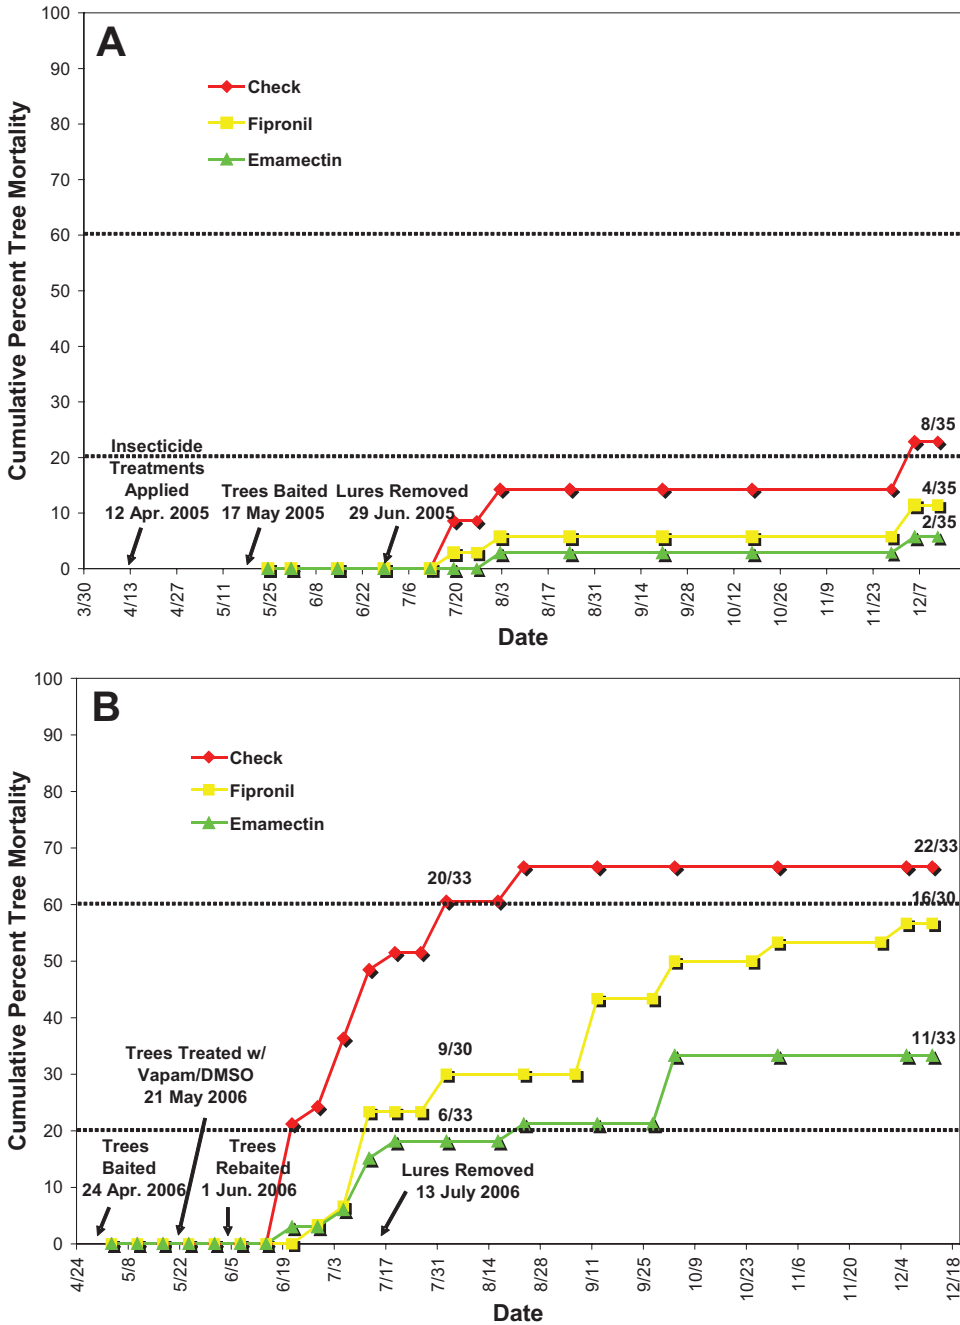 A
Cumulative Percent Tree Mortality
100
90
80
70
60
50
40
30
20
10
0
Check
Fipronil
Emamectin
Insecticide
Treatments
Applied
12 Apr. 2005
Trees Baited
17 May 2005
Lures Removed
29 Jun. 2005
8/35
4/35
2/35
3/30
4/13
4/27
5/11
5/25
6/8
6/22
7/6
7/20
8/31
8/17
8/31
9/14
9/28
10/12
10/12
10/26
11/9
11/23
12/7
Date
B
Cumulative Percent Tree Mortality
100
90
80
70
60
50
40
30
20
10
0
Check
Fipronil
Emamectin
20/33
22/33
16/30
9/30
11/33
6/33
Trees Treated w/
Vapam/DMSO
21 May 2006
Trees
Baited
24 Apr. 2006
Trees
Rebaited
1 Jun. 2006
Lures Removed
13 July 2006
4/24
5/8
5/22
6/5
6/19
7/3
7/17
7/31
8/14
8/28
9/11
9/25
10/9
10/23
11/6
11/20
12/4
12/18
Date